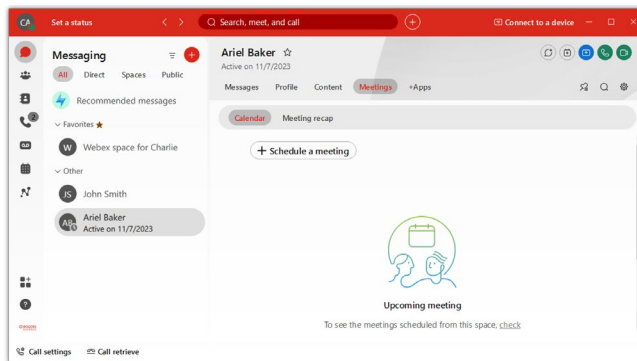 CA Set a status Search, meet, and call Connect to a device
Messaging
All Direct Spaces Public
Recommended messages
Favorites
W Webex space for Charlie
Other
JS John Smith
AB Ariel Baker
Active on 11/7/2023
2
Call settings Call retrieve
Ariel Baker
Active on 11/7/2023
Messages Profile Content Meetings +Apps
Calendar Meeting recap
+ Schedule a meeting
Upcoming meeting
To see the meetings scheduled from this space, check